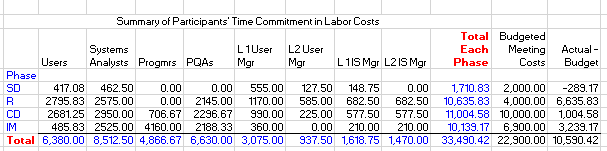 Summary of Participants' Time Commitment in Labor Costs
Total Budgeted
Systems L1 User L2 User Each Meeting Actual -
Users Analysts Progmrs PQAs Mgr Mgr L1IS Mgr L2 IS Mgr Phase Costs Budget
Phase
SD 417.08 462.50 0.00 0.00 555.00 127.50 148.75 0.00 1,710.83 2,000.00 -289.17
R 2795.83 2575.00 0.00 2145.00 1170.00 585.00 682.50 682.50 10,635.83 4,000.00 6,635.83
CD 2681.25 2950.00 706.67 2296.67 990.00 225.00 577.50 577.50 11,004.58 10,000.00 1,004.58
IM 485.83 2525.00 4160.00 2188.33 360.00 0.00 210.00 210.00 10,139.17 6,900.00 3,239.17
Total 6,380.00 8,512.50 4,866.67 6,630.00 3,075.00 937.50 1,618.75 1,470.00 33,490.42 22,900.00 10,590.42